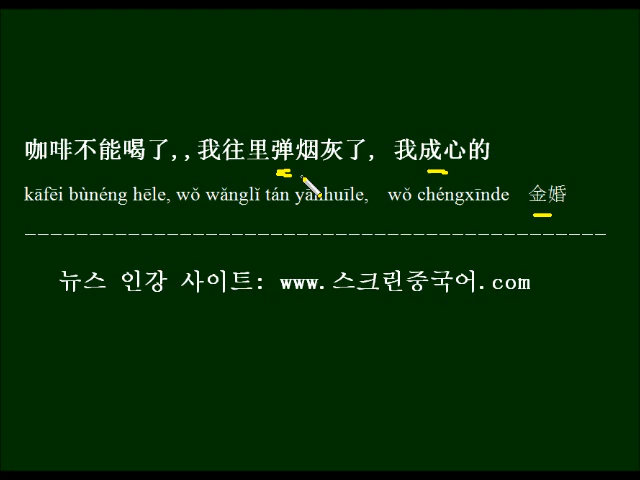 咖啡不能喝了,,我往里弹烟灰了, 我成心的
kāfēi bùnéng hēle, wǒ wǎnglǐ tán yānhuīle, wǒ chéngxīnde 金婚
뉴스 인강 사이트: www.스크린중국어.com